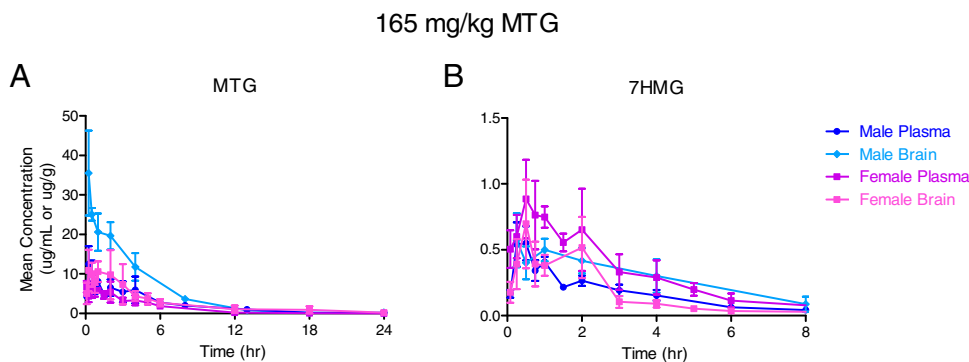 165 mg/kg MTG
A
MTG
Mean Concentration
(ug/mL or ug/g)
50
40
30
20
10
0
0
6
12
18
24
Time (hr)
B
7HMG
1.5
1.0
0.5
0.0
0
2
4
6
8
Time (hr)
Male Plasma
Male Brain
Female Plasma
Female Brain